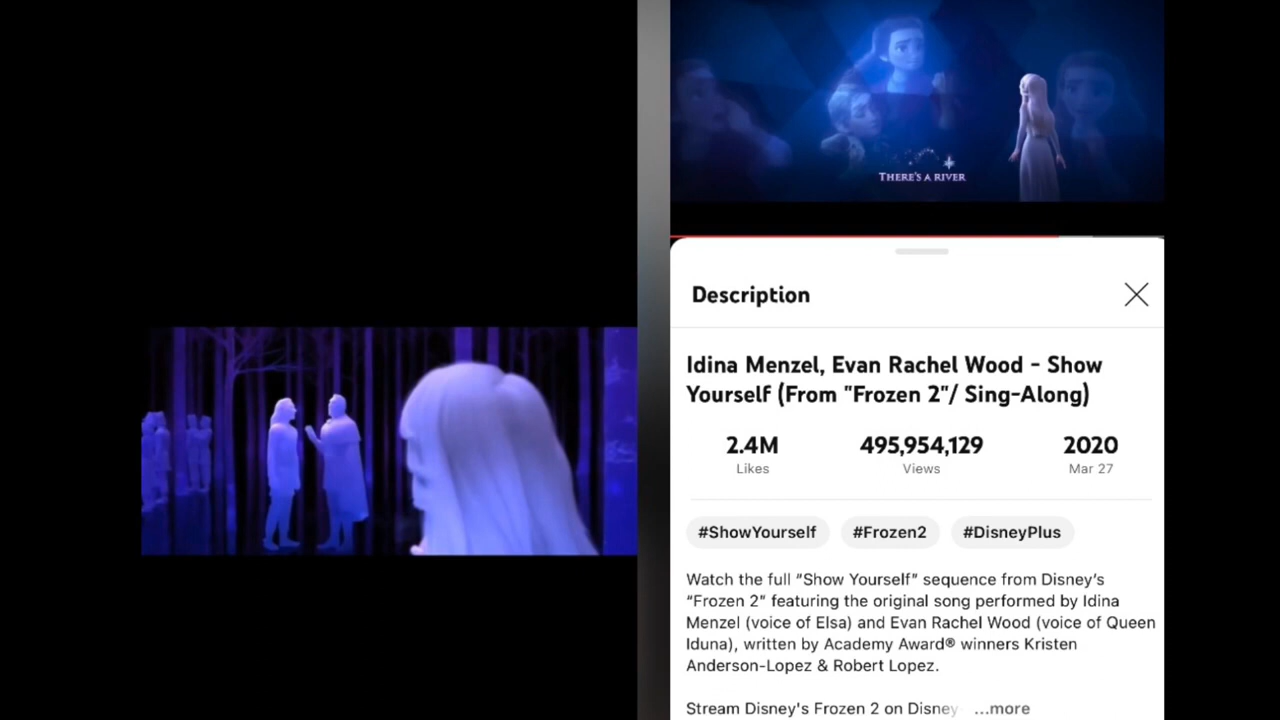 THERE'S A RIVER
Description
Idina Menzel, Evan Rachel Wood - Show
Yourself (From "Frozen 2"/ Sing-Along)
2.4M 495,954,129 2020
Likes Views Mar 27
#ShowYourself #Frozen2 #DisneyPlus
Watch the full “Show Yourself” sequence from Disney’s
“Frozen 2” featuring the original song performed by Idina
Menzel (voice of Elsa) and Evan Rachel Wood (voice of Queen
Iduna), written by Academy Award® winners Kristen
Anderson-Lopez & Robert Lopez.
Stream Disney's Frozen 2 on Disney ...more